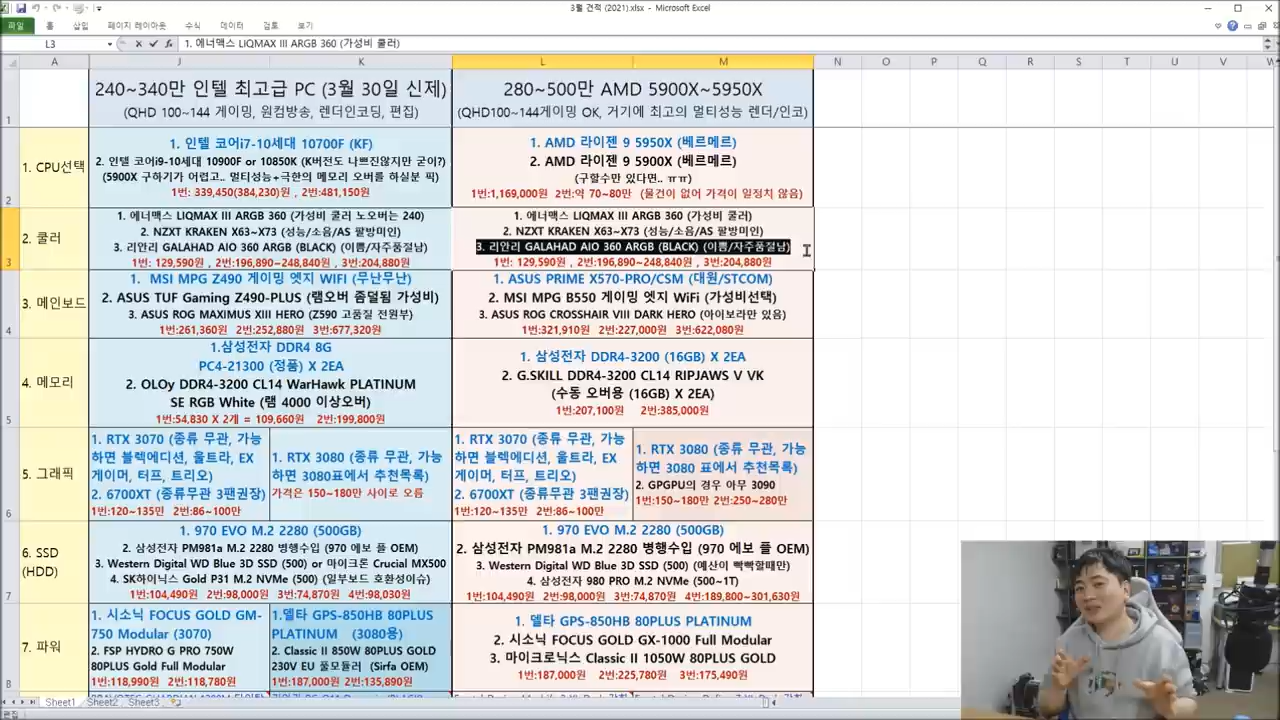 3월 견적 (2021).xlsx - Microsoft Excel
파일 홈 삽입 페이지 레이아웃 수식 데이터 검토 보기
L3 fx 1. 에너맥스 LIQMAX III ARGB 360 (가성비 쿨러)
A J K L M N O P Q R S T U V W
1
240~340만 인텔 최고급 PC (3월 30일 신제)
(QHD 100~144 게이밍, 원컴방송, 렌더인코딩, 편집)
280~500만 AMD 5900X~5950X
(QHD100~144게이밍 OK, 거기에 최고의 멀티성능 렌더/인코)
2
1. CPU선택
1. 인텔 코어i7-10세대 10700F (KF)
2. 인텔 코어i9-10세대 10900F or 10850K (K버전도 나쁘진않지만 굳이?)
(5900X 구하기가 어렵고.. 멀티성능+극한의 메모리 오버를 하실분 픽)
1번: 339,450(384,230)원 , 2번:481,150원
1. AMD 라이젠 9 5950X (베르메르)
2. AMD 라이젠 9 5900X (베르메르)
(구할수만 있다면.. ㅠㅠ)
1번:1,169,000원 2번:약 70~80만 (물건이 없어 가격이 일정치 않음)
3
2. 쿨러
1. 에너맥스 LIQMAX III ARGB 360 (가성비 쿨러 노오버는 240)
2. NZXT KRAKEN X63~X73 (성능/소음/AS 팔방미인)
3. 리안리 GALAHAD AIO 360 ARGB (BLACK) (이쁨/자주품절남)
1번: 129,590원 , 2번:196,890~248,840원 , 3번:204,880원
1. 에너맥스 LIQMAX III ARGB 360 (가성비 쿨러)
2. NZXT KRAKEN X63~X73 (성능/소음/AS 팔방미인)
3. 리안리 GALAHAD AIO 360 ARGB (BLACK) (이쁨/자주품절남)
1번: 129,590원 , 2번:196,890~248,840원 , 3번:204,880원
4
3. 메인보드
1. MSI MPG Z490 게이밍 엣지 WIFI (무난무난)
2. ASUS TUF Gaming Z490-PLUS (램오버 좀덜됨 가성비)
3. ASUS ROG MAXIMUS XIII HERO (Z590 고품질 전원부)
1번:261,360원 2번:252,880원 3번:677,320원
1. ASUS PRIME X570-PRO/CSM (대원/STCOM)
2. MSI MPG B550 게이밍 엣지 WiFi (가성비선택)
3. ASUS ROG CROSSHAIR VIII DARK HERO (아이보라만 있음)
1번:321,910원 2번:227,000원 3번:622,080원
5
4. 메모리
1.삼성전자 DDR4 8G
PC4-21300 (정품) X 2EA
2. OLOy DDR4-3200 CL14 WarHawk PLATINUM
SE RGB White (램 4000 이상오버)
1번:54,830 X 2개 = 109,660원 2번:199,800원
1. 삼성전자 DDR4-3200 (16GB) X 2EA
2. G.SKILL DDR4-3200 CL14 RIPJAWS V VK
(수동 오버용 (16GB) X 2EA)
1번:207,100원 2번:385,000원
6
5. 그래픽
1. RTX 3070 (종류 무관, 가능
하면 블렉에디션, 울트라, EX
게이머, 터프, 트리오)
2. 6700XT (종류무관 3팬권장)
1번:120~135만 2번:86~100만
1. RTX 3080 (종류 무관, 가능
하면 3080표에서 추천목록)
가격은 150~180만 사이로 오름
1. RTX 3070 (종류 무관, 가능
하면 블렉에디션, 울트라, EX
게이머, 터프, 트리오)
2. 6700XT (종류무관 3팬권장)
1번:120~135만 2번:86~100만
1. RTX 3080 (종류 무관, 가능
하면 3080 표에서 추천목록)
2. GPGPU의 경우 아무 3090
1번:150~180만 2번:250~280만
7
6. SSD
(HDD)
1. 970 EVO M.2 2280 (500GB)
2. 삼성전자 PM981a M.2 2280 병행수입 (970 에보 플 OEM)
3. Western Digital WD Blue 3D SSD (500) or 마이크론 Crucial MX500
4. SK하이닉스 Gold P31 M.2 NVMe (500) (일부보드 호환성이슈)
1번:104,490원 2번:98,000원 3번:74,870원 4번:98,030원
1. 970 EVO M.2 2280 (500GB)
2. 삼성전자 PM981a M.2 2280 병행수입 (970 에보 플 OEM)
3. Western Digital WD Blue 3D SSD (500) (예산이 빡빡할때만)
4. 삼성전자 980 PRO M.2 NVMe (500~1T)
1번:104,490원 2번:98,000원 3번:74,870원 4번:189,800~301,630원
8
7. 파워
1. 시소닉 FOCUS GOLD GM-
750 Modular (3070)
2. FSP HYDRO G PRO 750W
80PLUS Gold Full Modular
1번:118,990원 2번:118,780원
1.델타 GPS-850HB 80PLUS
PLATINUM (3080용)
2. Classic II 850W 80PLUS GOLD
230V EU 풀모듈러 (Sirfa OEM)
1번:187,000원 2번:135,890원
1. 델타 GPS-850HB 80PLUS PLATINUM
2. 시소닉 FOCUS GOLD GX-1000 Full Modular
3. 마이크로닉스 Classic II 1050W 80PLUS GOLD
1번:187,000원 2번:225,780원 3번:175,490원
Sheet1 Sheet2 Sheet3
편집